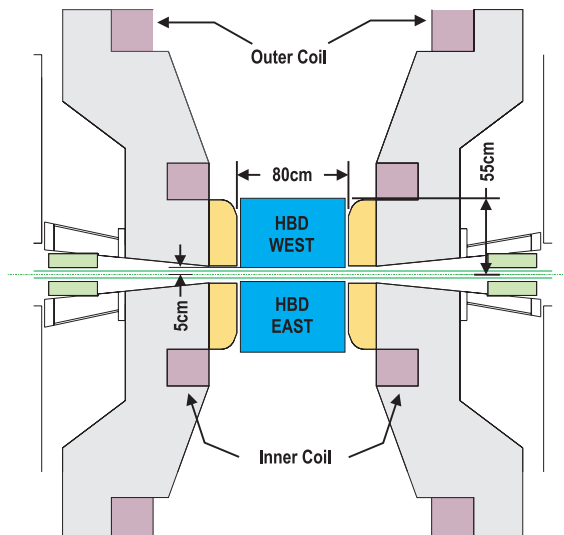 Outer Coil
80cm
55cm
HBD
WEST
5cm
HBD
EAST
Inner Coil